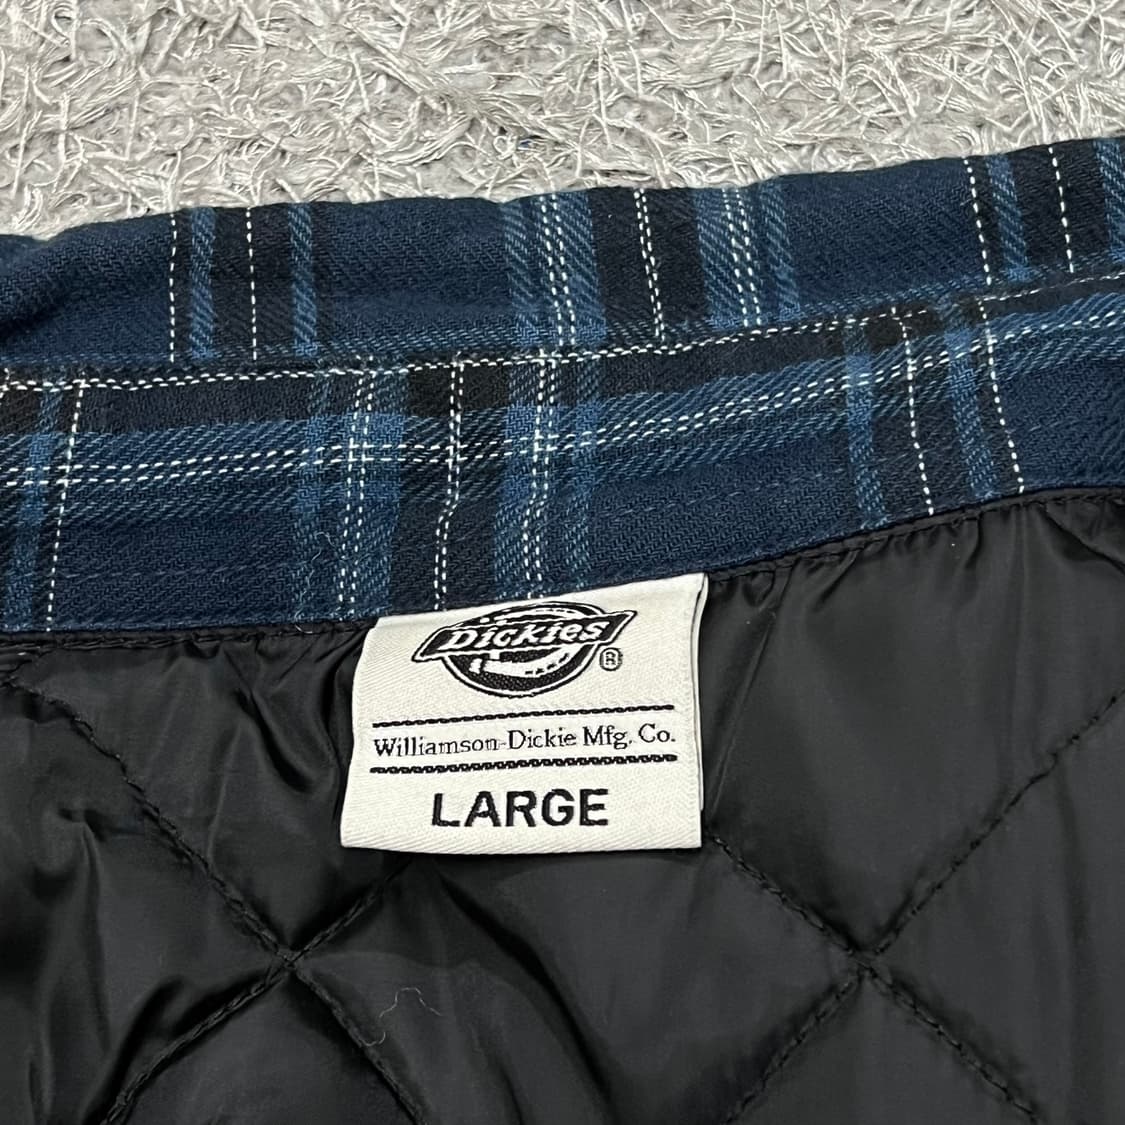 Dickies
®
Williamson-Dickie Mfg. Co.
LARGE